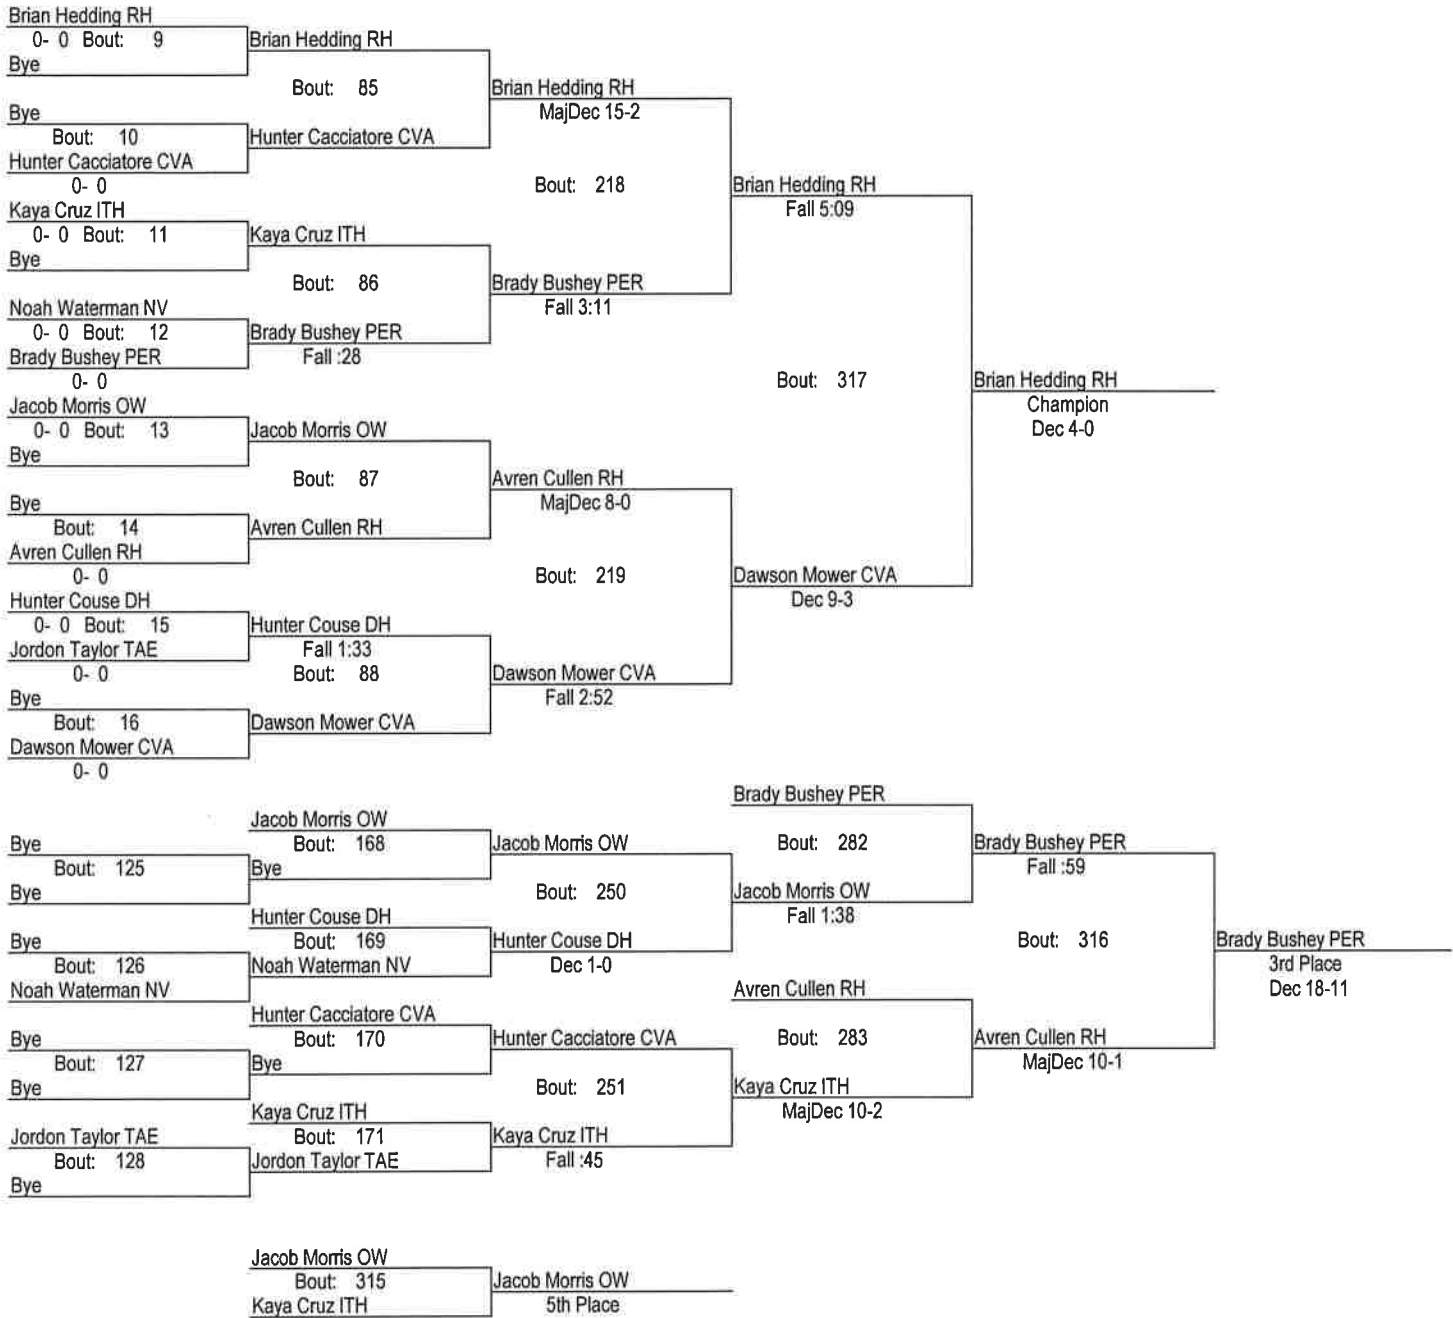 Brian Hedding RH
0- 0 Bout: 9
Bye
Bye
Bout: 10
Hunter Cacciatore CVA
0- 0
Kaya Cruz ITH
0- 0 Bout: 11
Bye
Noah Waterman NV
0- 0 Bout: 12
Brady Bushey PER
0- 0
Jacob Morris OW
0- 0 Bout: 13
Bye
Bye
Bout: 14
Avren Cullen RH
0- 0
Hunter Couse DH
0- 0 Bout: 15
Jordon Taylor TAE
0- 0
Bye
Bout: 16
Dawson Mower CVA
0- 0
Brian Hedding RH
Bout: 85
Hunter Cacciatore CVA
Kaya Cruz ITH
Bout: 86
Brady Bushey PER
Fall :28
Jacob Morris OW
Bout: 87
Avren Cullen RH
Hunter Couse DH
Fall 1:33
Bout: 88
Dawson Mower CVA
Brian Hedding RH
MajDec 15-2
Bout: 218
Brady Bushey PER
Fall 3:11
Avren Cullen RH
MajDec 8-0
Bout: 219
Dawson Mower CVA
Fall 2:52
Brian Hedding RH
Fall 5:09
Bout: 317
Dawson Mower CVA
Dec 9-3
Brian Hedding RH
Champion
Dec 4-0
Bye
Bout: 125
Bye
Bye
Bout: 126
Noah Waterman NV
Bye
Bout: 127
Bye
Jordon Taylor TAE
Bout: 128
Bye
Jacob Morris OW
Bout: 168
Bye
Hunter Couse DH
Bout: 169
Noah Waterman NV
Hunter Cacciatore CVA
Bout: 170
Bye
Kaya Cruz ITH
Bout: 171
Jordon Taylor TAE
Jacob Morris OW
Bout: 250
Hunter Couse DH
Dec 1-0
Hunter Cacciatore CVA
Bout: 251
Kaya Cruz ITH
Fall :45
Brady Bushey PER
Bout: 282
Jacob Morris OW
Fall 1:38
Avren Cullen RH
Bout: 283
Kaya Cruz ITH
MajDec 10-2
Brady Bushey PER
Fall :59
Bout: 316
Avren Cullen RH
MajDec 10-1
Brady Bushey PER
3rd Place
Dec 18-11
Jacob Morris OW
Bout: 315
Kaya Cruz ITH
Jacob Morris OW
5th Place